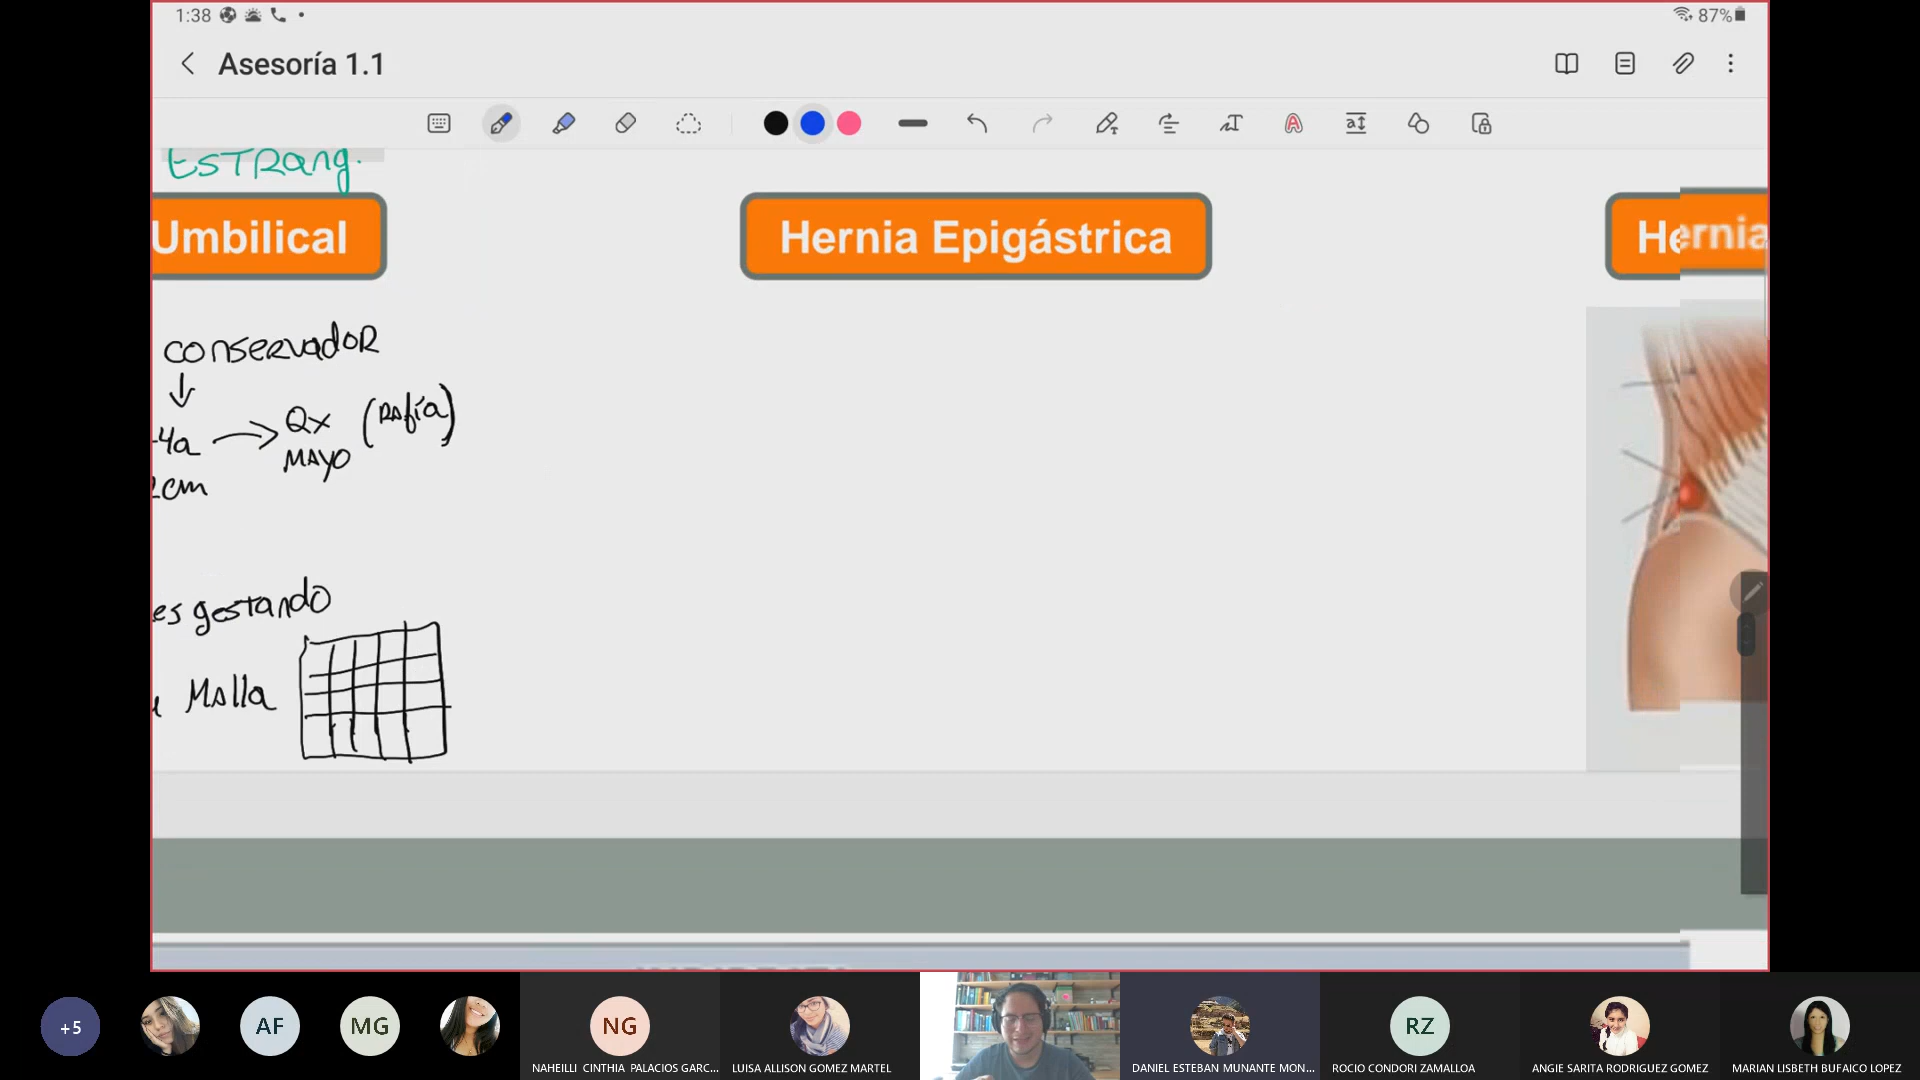 1:38
87%
Asesoría 1.1
ESTRang.
Umbilical
Hernia Epigástrica
Hernia
conseRvadoR
-4a
Qx (Rafía)
MAYO
2cm
es gestando
Malla
+5
AF
MG
NG
RZ
NAHEILLI CINTHIA PALACIOS GARC...
LUISA ALLISON GOMEZ MARTEL
DANIEL ESTEBAN MUNANTE MON...
ROCIO CONDORI ZAMALLOA
ANGIE SARITA RODRIGUEZ GOMEZ
MARIAN LISBETH BUFAICO LOPEZ